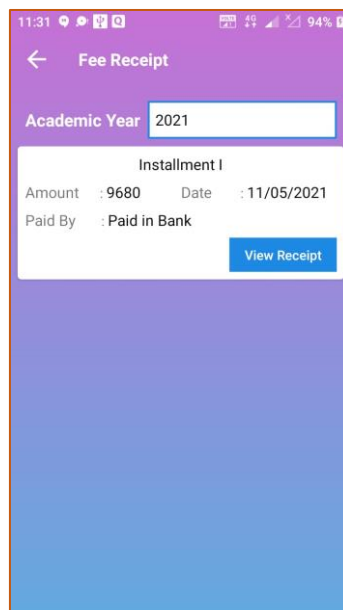 11:31 94%
Fee Receipt
Academic Year 2021
Installment I
Amount : 9680 Date : 11/05/2021
Paid By : Paid in Bank
View Receipt